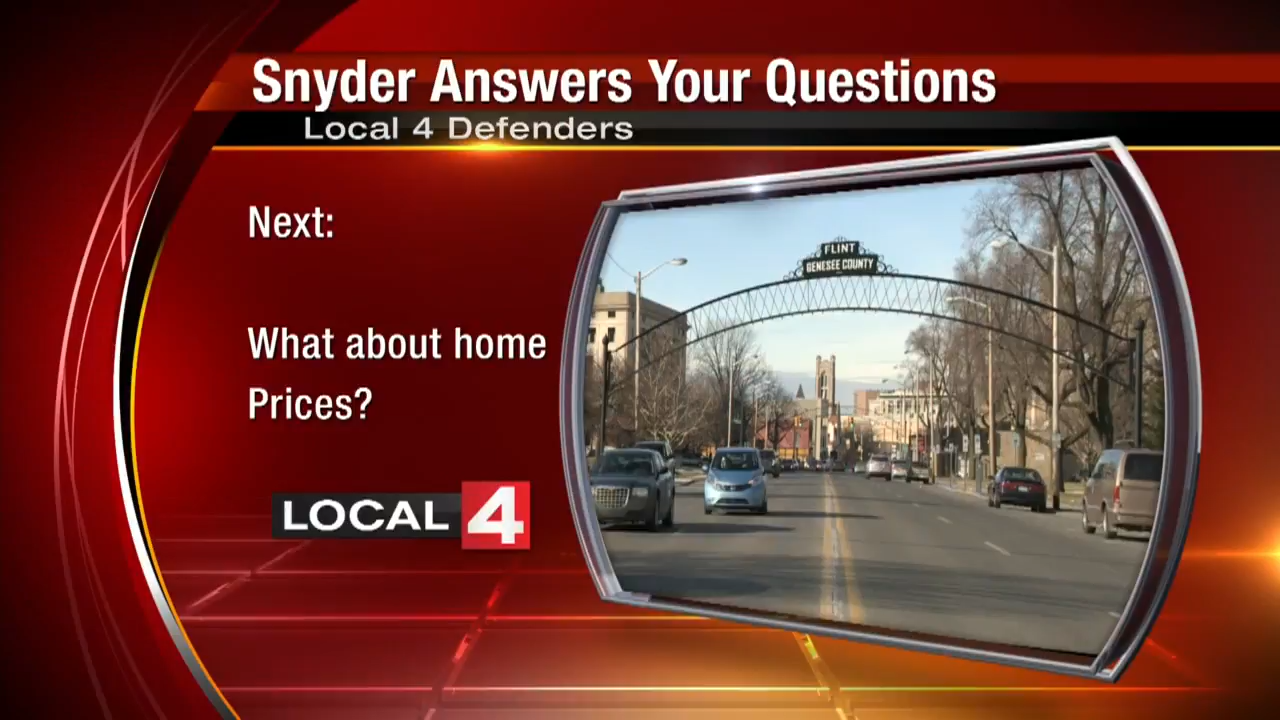 Snyder Answers Your Questions
Local 4 Defenders
Next:
What about home
Prices?
LOCAL 4
FLINT
GENESEE COUNTY